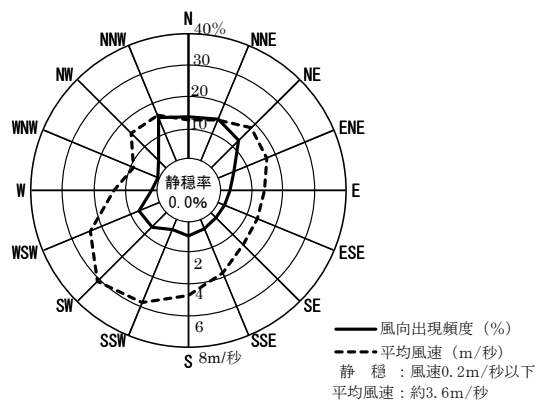 N
40%
NNW
NNE
30
NW
NE
20
WNW
ENE
10
静穏率
0.0%
W
E
WSW
ESE
2
SW
SE
4
6
SSW
SSE
S
8m/秒
風向出現頻度（%）
平均風速（m/秒）
静　穏 ：風速0.2m/秒以下
平均風速：約3.6m/秒